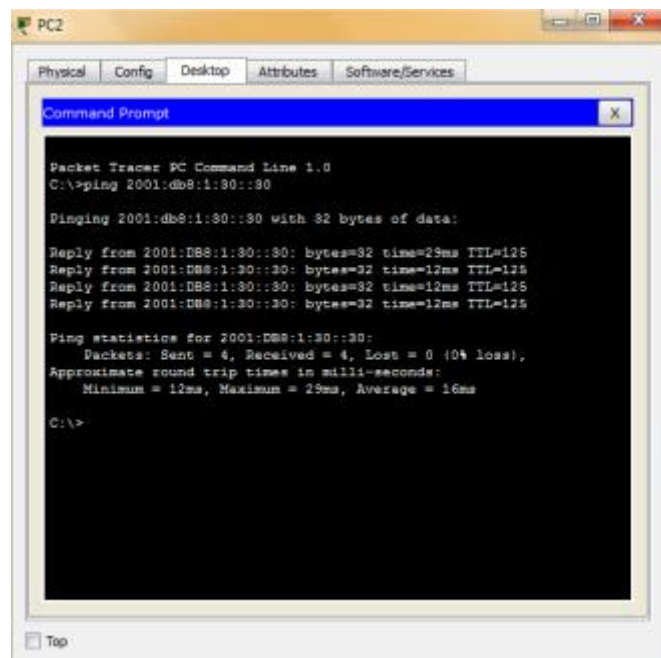 PC2
Physical Config Desktop Attributes Software/Services
Command Prompt X
Packet Tracer PC Command Line 1.0
C:\>ping 2001:db8:1:30::30
Pinging 2001:db8:1:30::30 with 32 bytes of data:
Reply from 2001:DB8:1:30::30: bytes=32 time=29ms TTL=125
Reply from 2001:DB8:1:30::30: bytes=32 time=12ms TTL=125
Reply from 2001:DB8:1:30::30: bytes=32 time=12ms TTL=125
Reply from 2001:DB8:1:30::30: bytes=32 time=12ms TTL=125
Ping statistics for 2001:DB8:1:30::30:
Packets: Sent = 4, Received = 4, Lost = 0 (0% loss),
Approximate round trip times in milli-seconds:
Minimum = 12ms, Maximum = 29ms, Average = 16ms
C:\>
Top